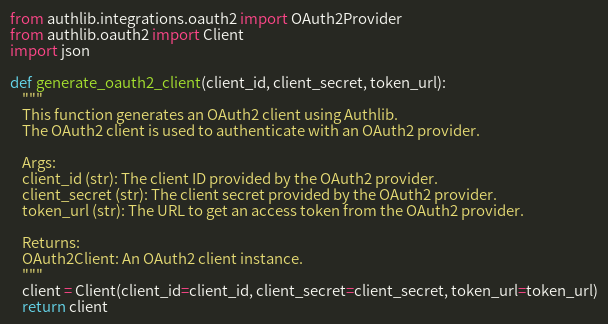 from authlib.integrations.oauth2 import OAuth2Provider
from authlib.oauth2 import Client
import json

def generate_oauth2_client(client_id, client_secret, token_url):
    """
    This function generates an OAuth2 client using Authlib.
    The OAuth2 client is used to authenticate with an OAuth2 provider.

    Args:
    client_id (str): The client ID provided by the OAuth2 provider.
    client_secret (str): The client secret provided by the OAuth2 provider.
    token_url (str): The URL to get an access token from the OAuth2 provider.

    Returns:
    OAuth2Client: An OAuth2 client instance.
    """
    client = Client(client_id=client_id, client_secret=client_secret, token_url=token_url)
    return client